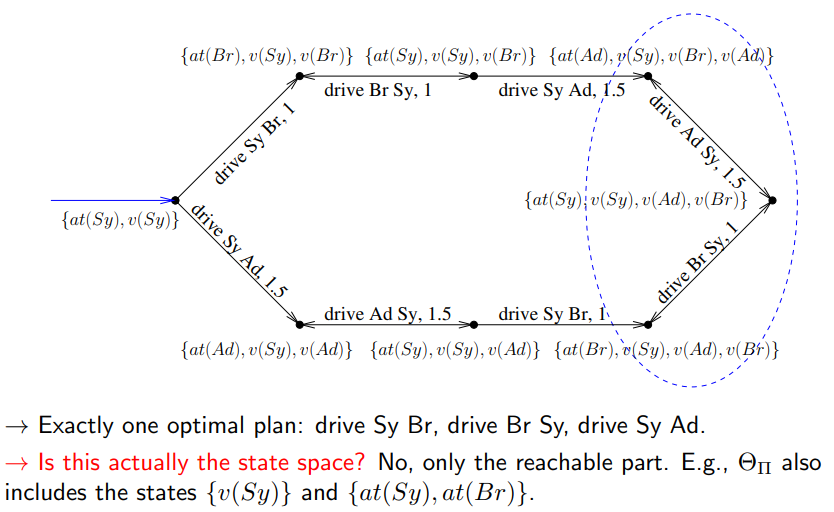 {at(Br), v(Sy), v(Br)} {at(Sy), v(Sy), v(Br)} {at(Ad), v(Sy), v(Br), v(Ad)}
drive Br Sy, 1
drive Sy Ad, 1.5
drive Sy Br, 1
drive Ad Sy, 1.5
{at(Sy), v(Sy)}
{at(Sy), v(Sy), v(Ad), v(Br)}
drive Sy Ad, 1.5
drive Br Sy, 1
drive Ad Sy, 1.5
drive Sy Br, 1
{at(Ad), v(Sy), v(Ad)} {at(Sy), v(Sy), v(Ad)} {at(Br), v(Sy), v(Ad), v(Br)}
→ Exactly one optimal plan: drive Sy Br, drive Br Sy, drive Sy Ad.
→ Is this actually the state space? No, only the reachable part. E.g., Θ_Π also
includes the states {v(Sy)} and {at(Sy), at(Br)}.